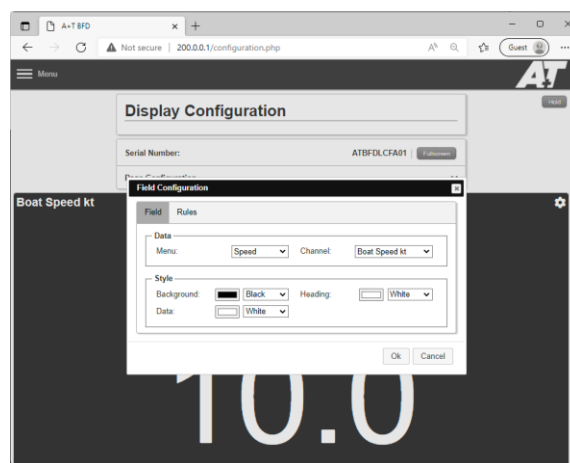 A+T BFD
Not secure | 200.0.0.1/configuration.php
Guest
Menu
A+T
Display Configuration
Serial Number: ATBFDLCFA01 | Fullscreen
Page Configuration
Field Configuration
Boat Speed kt
Field Rules
Data
Menu: Speed Channel: Boat Speed kt
Style
Background: Black Heading: White
Data: White
Ok Cancel
10.0